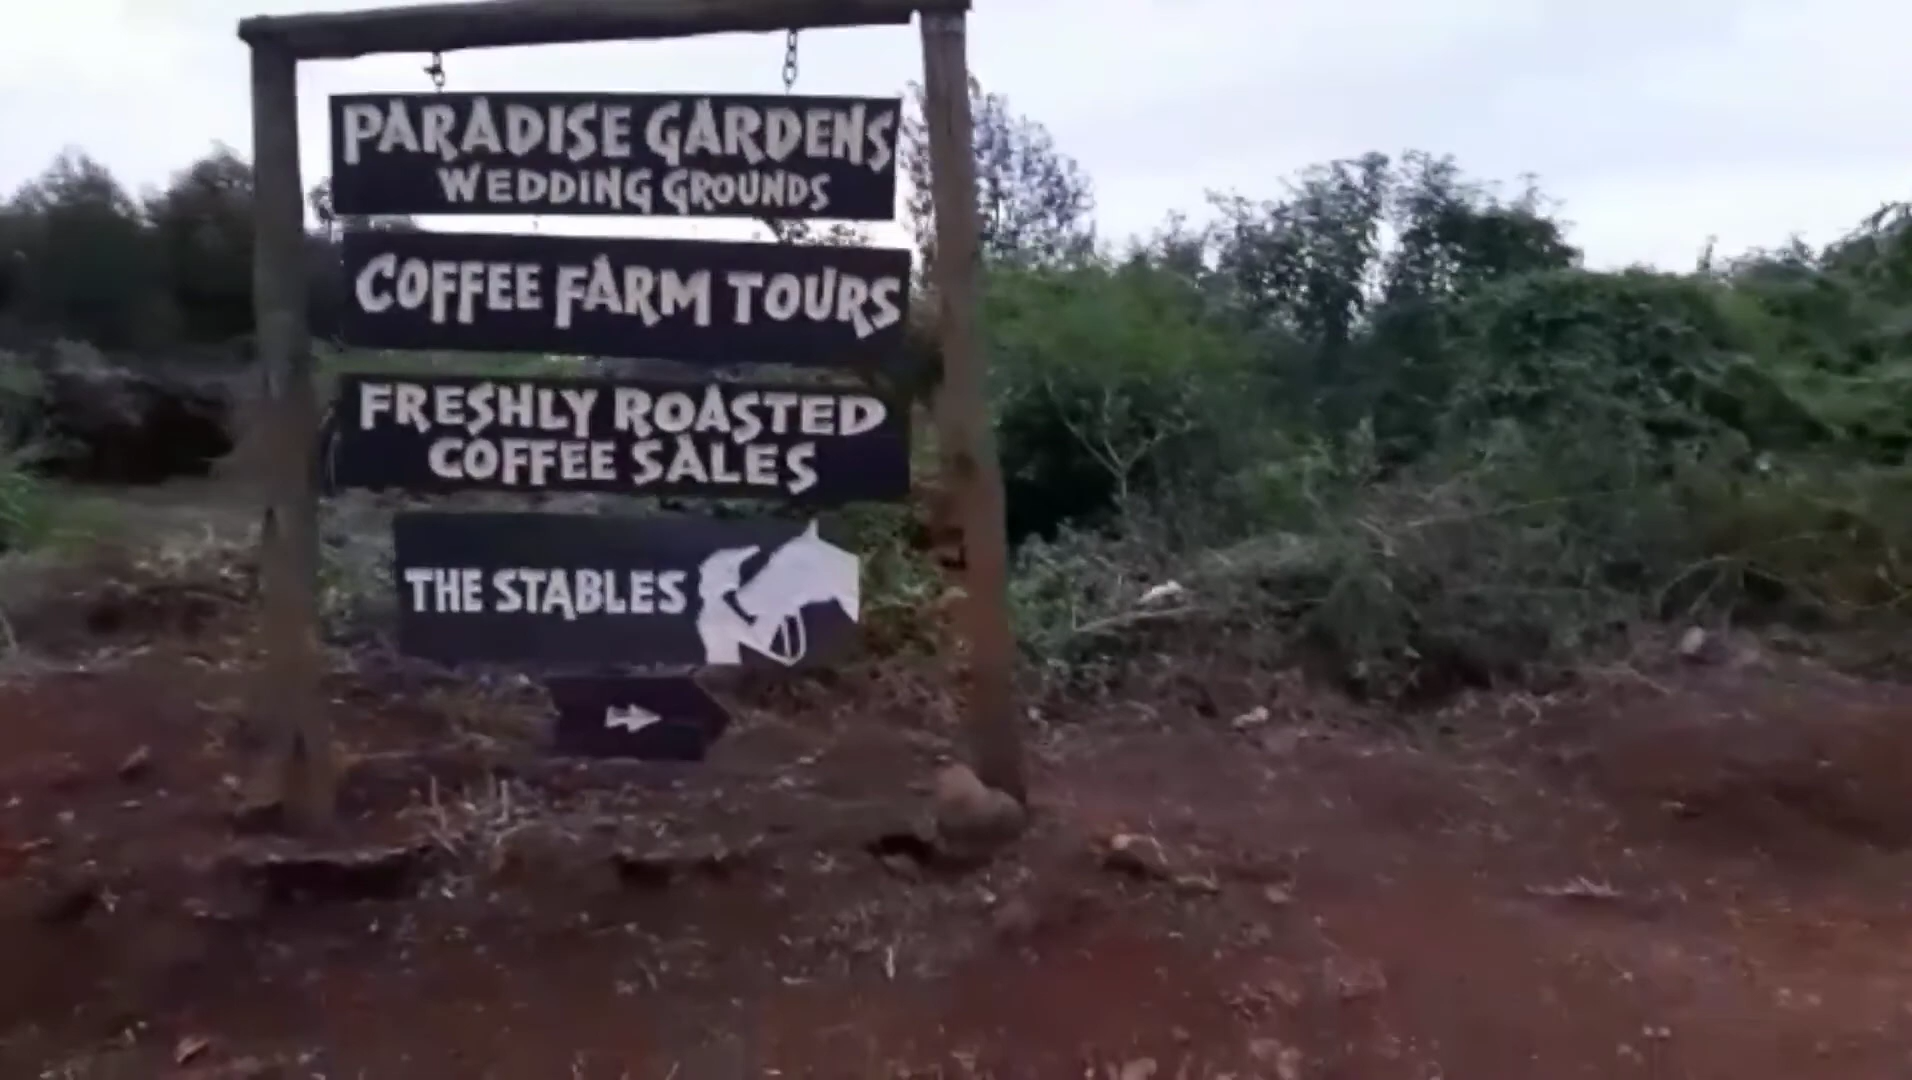 PARADISE GARDENS
WEDDING GROUNDS
COFFEE FARM TOURS
FRESHLY ROASTED
COFFEE SALES
THE STABLES